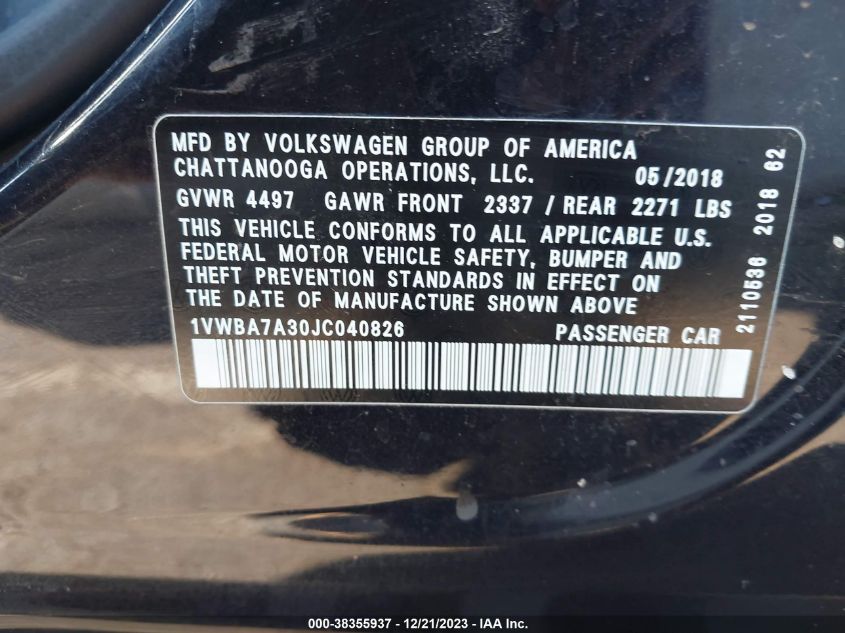 MFD BY VOLKSWAGEN GROUP OF AMERICA
CHATTANOOGA OPERATIONS, LLC. 05/2018
GVWR 4497 GAWR FRONT 2337 / REAR 2271 LBS
THIS VEHICLE CONFORMS TO ALL APPLICABLE U.S.
FEDERAL MOTOR VEHICLE SAFETY, BUMPER AND
THEFT PREVENTION STANDARDS IN EFFECT ON
THE DATE OF MANUFACTURE SHOWN ABOVE
1VWBA7A30JC040826 PASSENGER CAR
2110536 2018 62
000-38355937 - 12/21/2023 - IAA Inc.